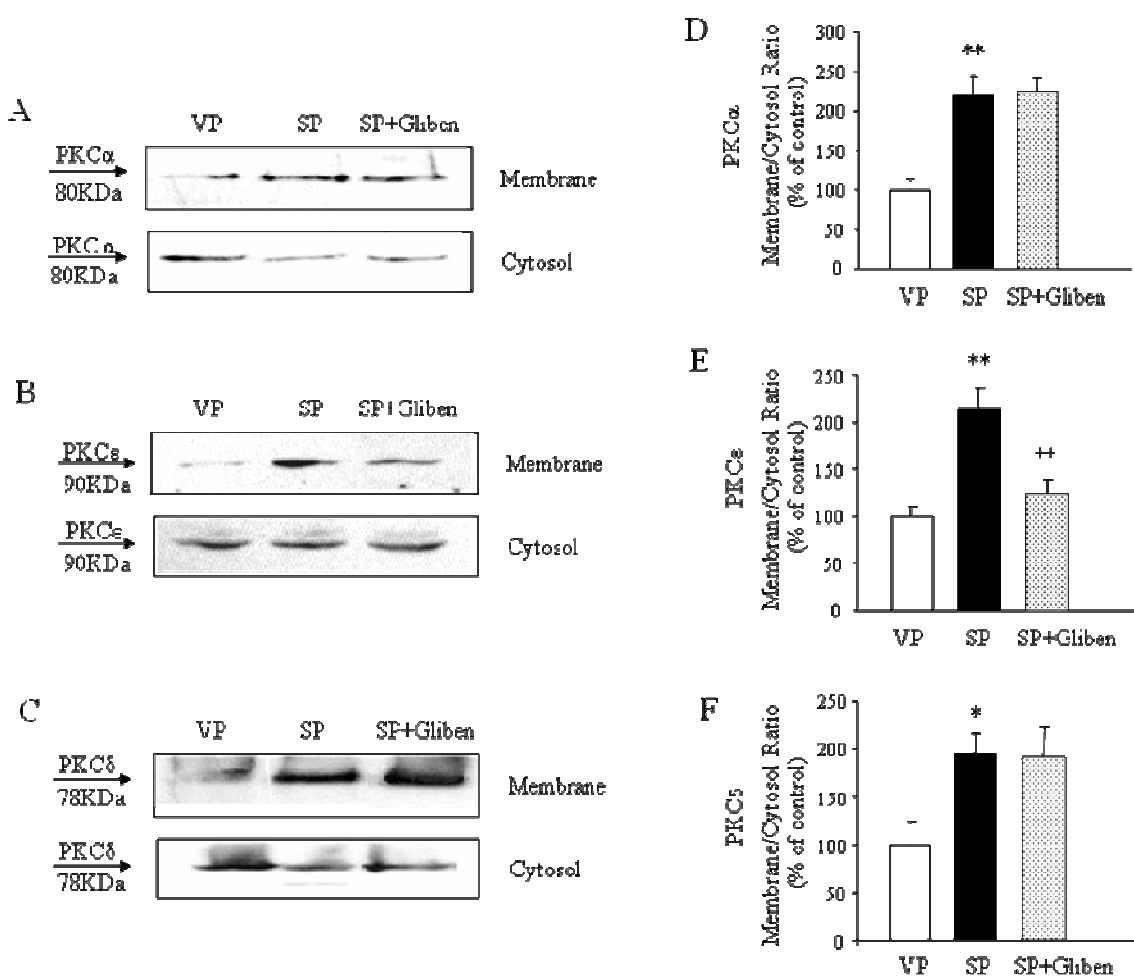 A
VP SP SP+Gliben
PKCα
80KDa
Membrane
PKCα
80KDa
Cytosol
B
VP SP SP+Gliben
PKCε
90KDa
Membrane
PKCε
90KDa
Cytosol
C
VP SP SP+Gliben
PKCδ
78KDa
Membrane
PKCδ
78KDa
Cytosol
D
PKCα
Membrane/Cytosol Ratio
(% of control)
300
250
200
150
100
50
0
**
VP SP SP+Gliben
E
PKCε
Membrane/Cytosol Ratio
(% of control)
250
200
150
100
50
0
**
++
VP SP SP+Gliben
F
PKCδ
Membrane/Cytosol Ratio
(% of control)
250
200
150
100
50
0
*
VP SP SP+Gliben